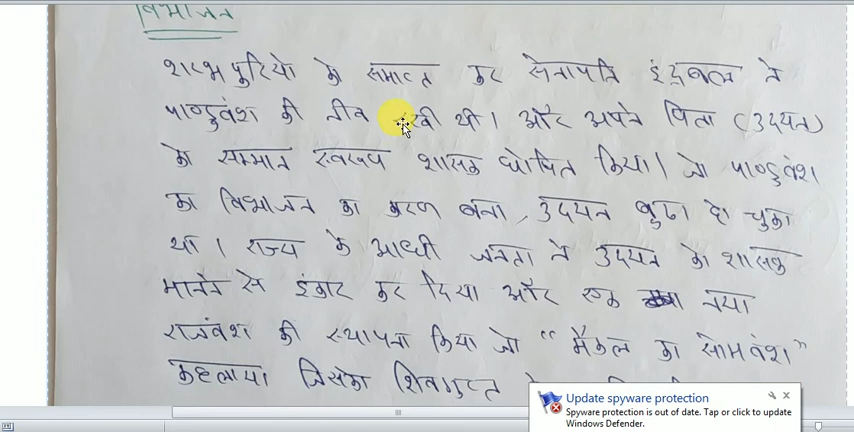 विभाजन
शरभपुरियो को समाप्त कर सेनापति इंद्रबल ने
पाण्डुवंश की नीव रखी थी। और अपने पिता (उदयन)
को सम्मान स्वरूप शासक घोषित किया। जो पाण्डुवंश
का विभाजन का कारण बना, उदयन बुढा हो चुका
था। राज्य के आधी जनता ने उदयन को शासक
मानने से इंकार कर दिया और एक नया
राजवंश की स्थापना किया जो "मैकल का सोमवंश"
कहलाया जिसका शिवगुप्त
Update spyware protection
Spyware protection is out of date. Tap or click to update
Windows Defender.